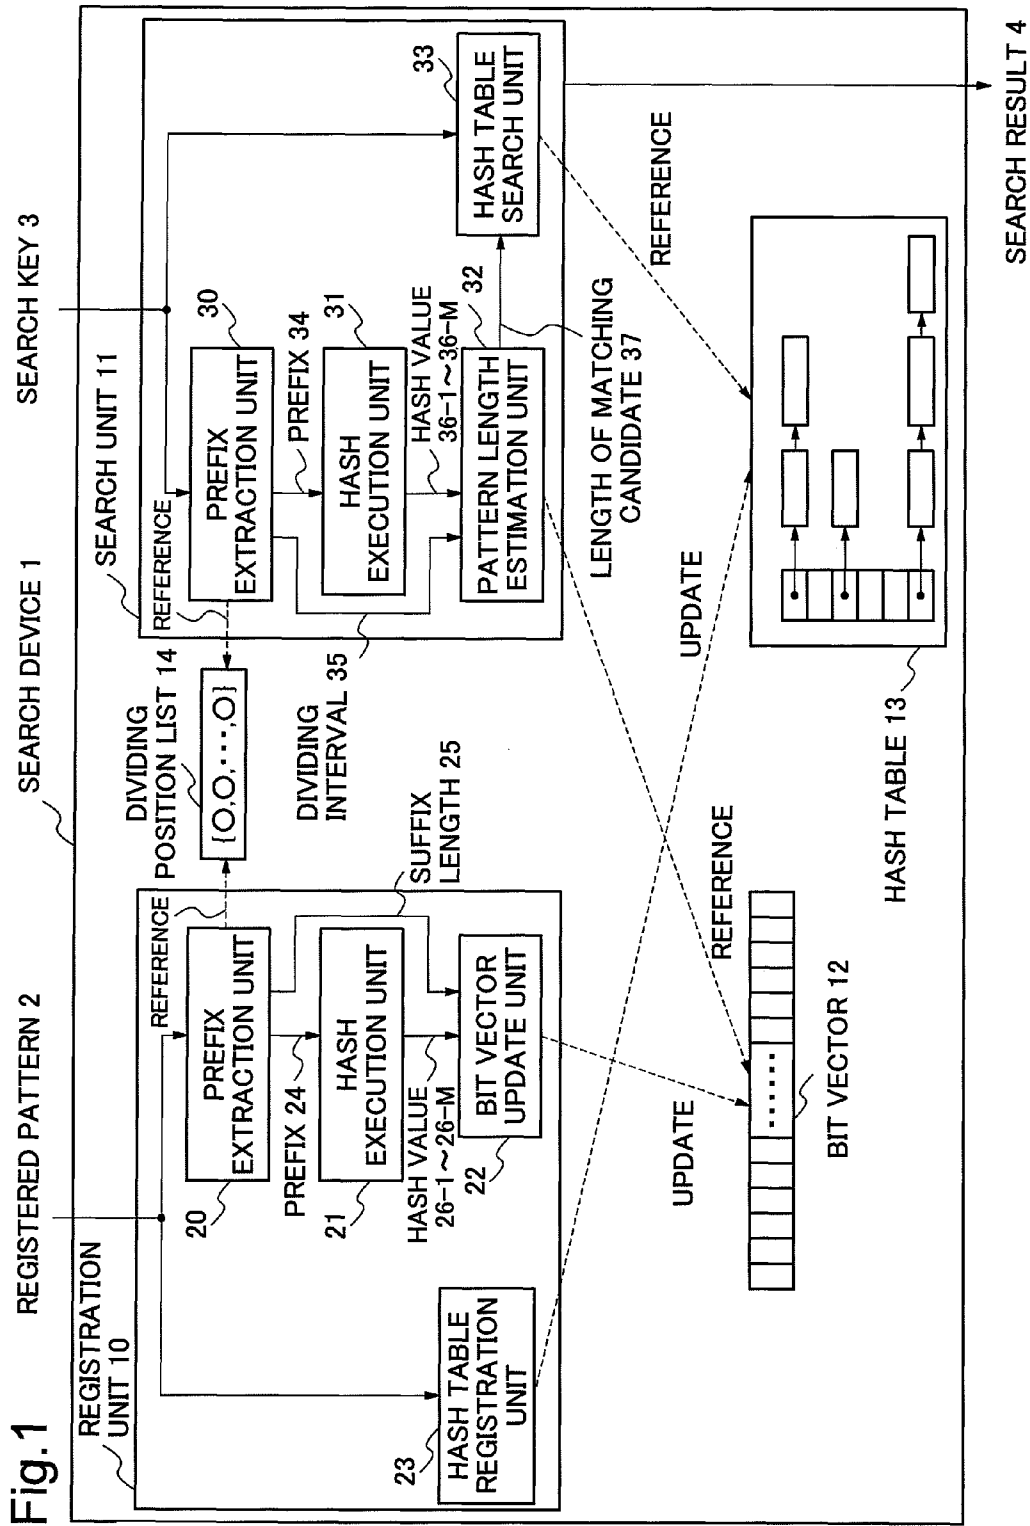 Fig.1
SEARCH DEVICE 1
REGISTERED PATTERN 2
SEARCH KEY 3
REGISTRATION
UNIT 10
REFERENCE
PREFIX
EXTRACTION UNIT
20
PREFIX 24
HASH
EXECUTION UNIT
21
HASH VALUE
26-1～26-M
SUFFIX
LENGTH 25
BIT VECTOR
UPDATE UNIT
22
23
HASH TABLE
REGISTRATION
UNIT
DIVIDING
POSITION LIST 14
{○,○,⋯,○}
SEARCH UNIT 11
REFERENCE
PREFIX
EXTRACTION UNIT
30
PREFIX 34
HASH
EXECUTION UNIT
31
DIVIDING
INTERVAL 35
HASH VALUE
36-1～36-M
PATTERN LENGTH
ESTIMATION UNIT
32
HASH TABLE
SEARCH UNIT
33
LENGTH OF MATCHING
CANDIDATE 37
UPDATE
REFERENCE
UPDATE
REFERENCE
BIT VECTOR 12
HASH TABLE 13
SEARCH RESULT 4